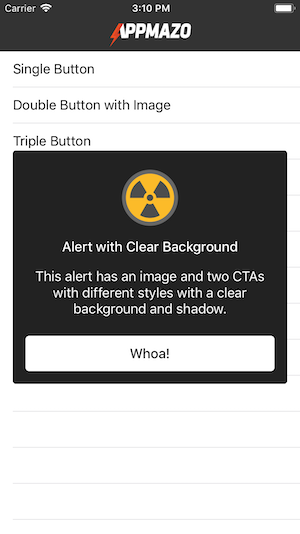 Carrier 3:10 PM
APPMAZO
Single Button
Double Button with Image
Triple Button
Alert with Clear Background
This alert has an image and two CTAs
with different styles with a clear
background and shadow.
Whoa!